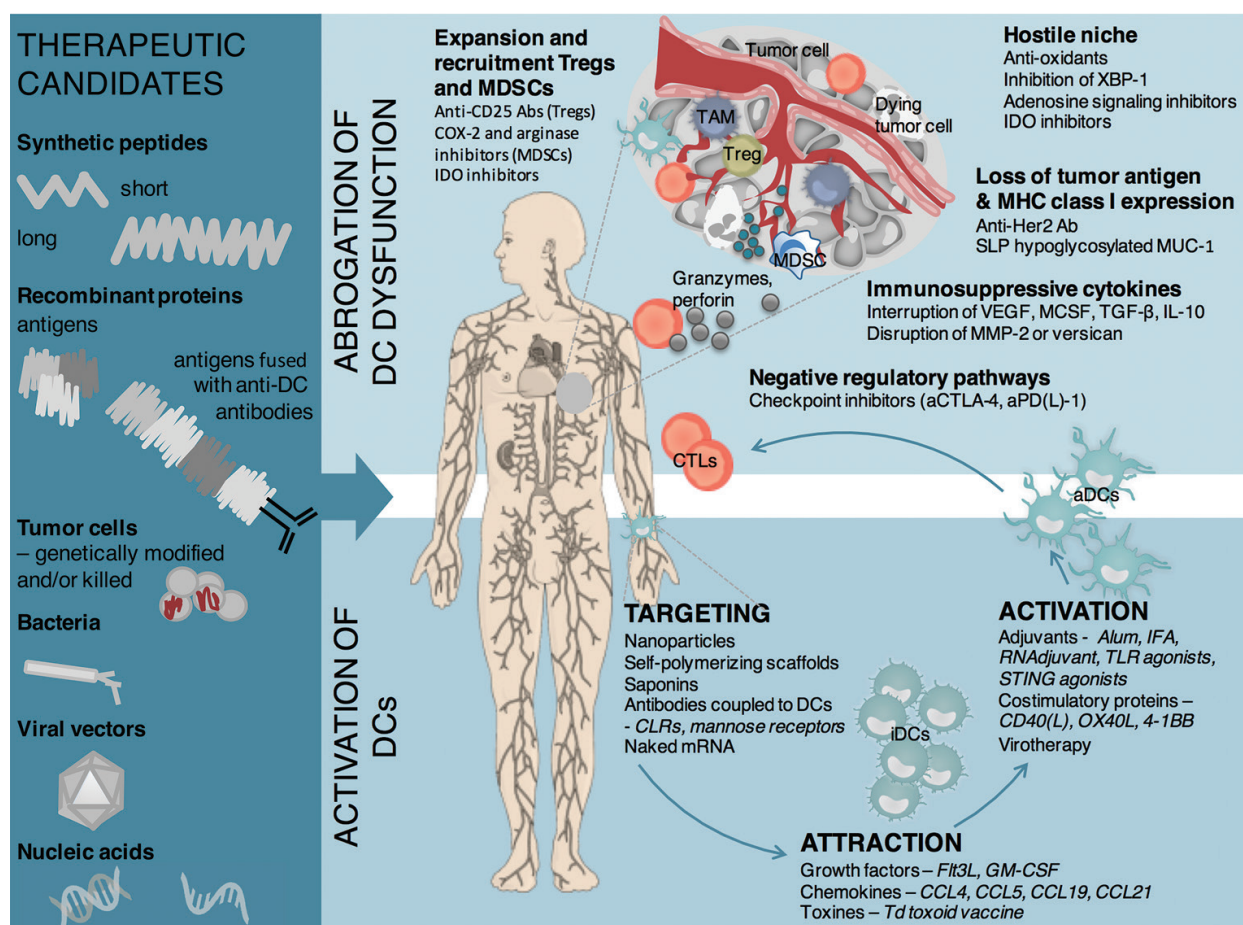 THERAPEUTIC
CANDIDATES
Synthetic peptides
short
long
Recombinant proteins
antigens
antigens fused
with anti-DC
antibodies
Tumor cells
– genetically modified
and/or killed
Bacteria
Viral vectors
Nucleic acids
ABROGATION OF
DC DYSFUNCTION
ACTIVATION OF
DCs
Expansion and
recruitment Tregs
and MDSCs
Anti-CD25 Abs (Tregs)
COX-2 and arginase
inhibitors (MDSCs)
IDO inhibitors
Tumor cell
TAM
Dying
tumor cell
Treg
MDSC
Granzymes,
perforin
Hostile niche
Anti-oxidants
Inhibition of XBP-1
Adenosine signaling inhibitors
IDO inhibitors
Loss of tumor antigen
& MHC class I expression
Anti-Her2 Ab
SLP hypoglycosylated MUC-1
Immunosuppressive cytokines
Interruption of VEGF, MCSF, TGF-β, IL-10
Disruption of MMP-2 or versican
Negative regulatory pathways
Checkpoint inhibitors (aCTLA-4, aPD(L)-1)
CTLs
aDCs
TARGETING
Nanoparticles
Self-polymerizing scaffolds
Saponins
Antibodies coupled to DCs
- CLRs, mannose receptors
Naked mRNA
iDCs
ATTRACTION
Growth factors – Flt3L, GM-CSF
Chemokines – CCL4, CCL5, CCL19, CCL21
Toxines – Td toxoid vaccine
ACTIVATION
Adjuvants - Alum, IFA,
RNAdjuvant, TLR agonists,
STING agonists
Costimulatory proteins –
CD40(L), OX40L, 4-1BB
Virotherapy